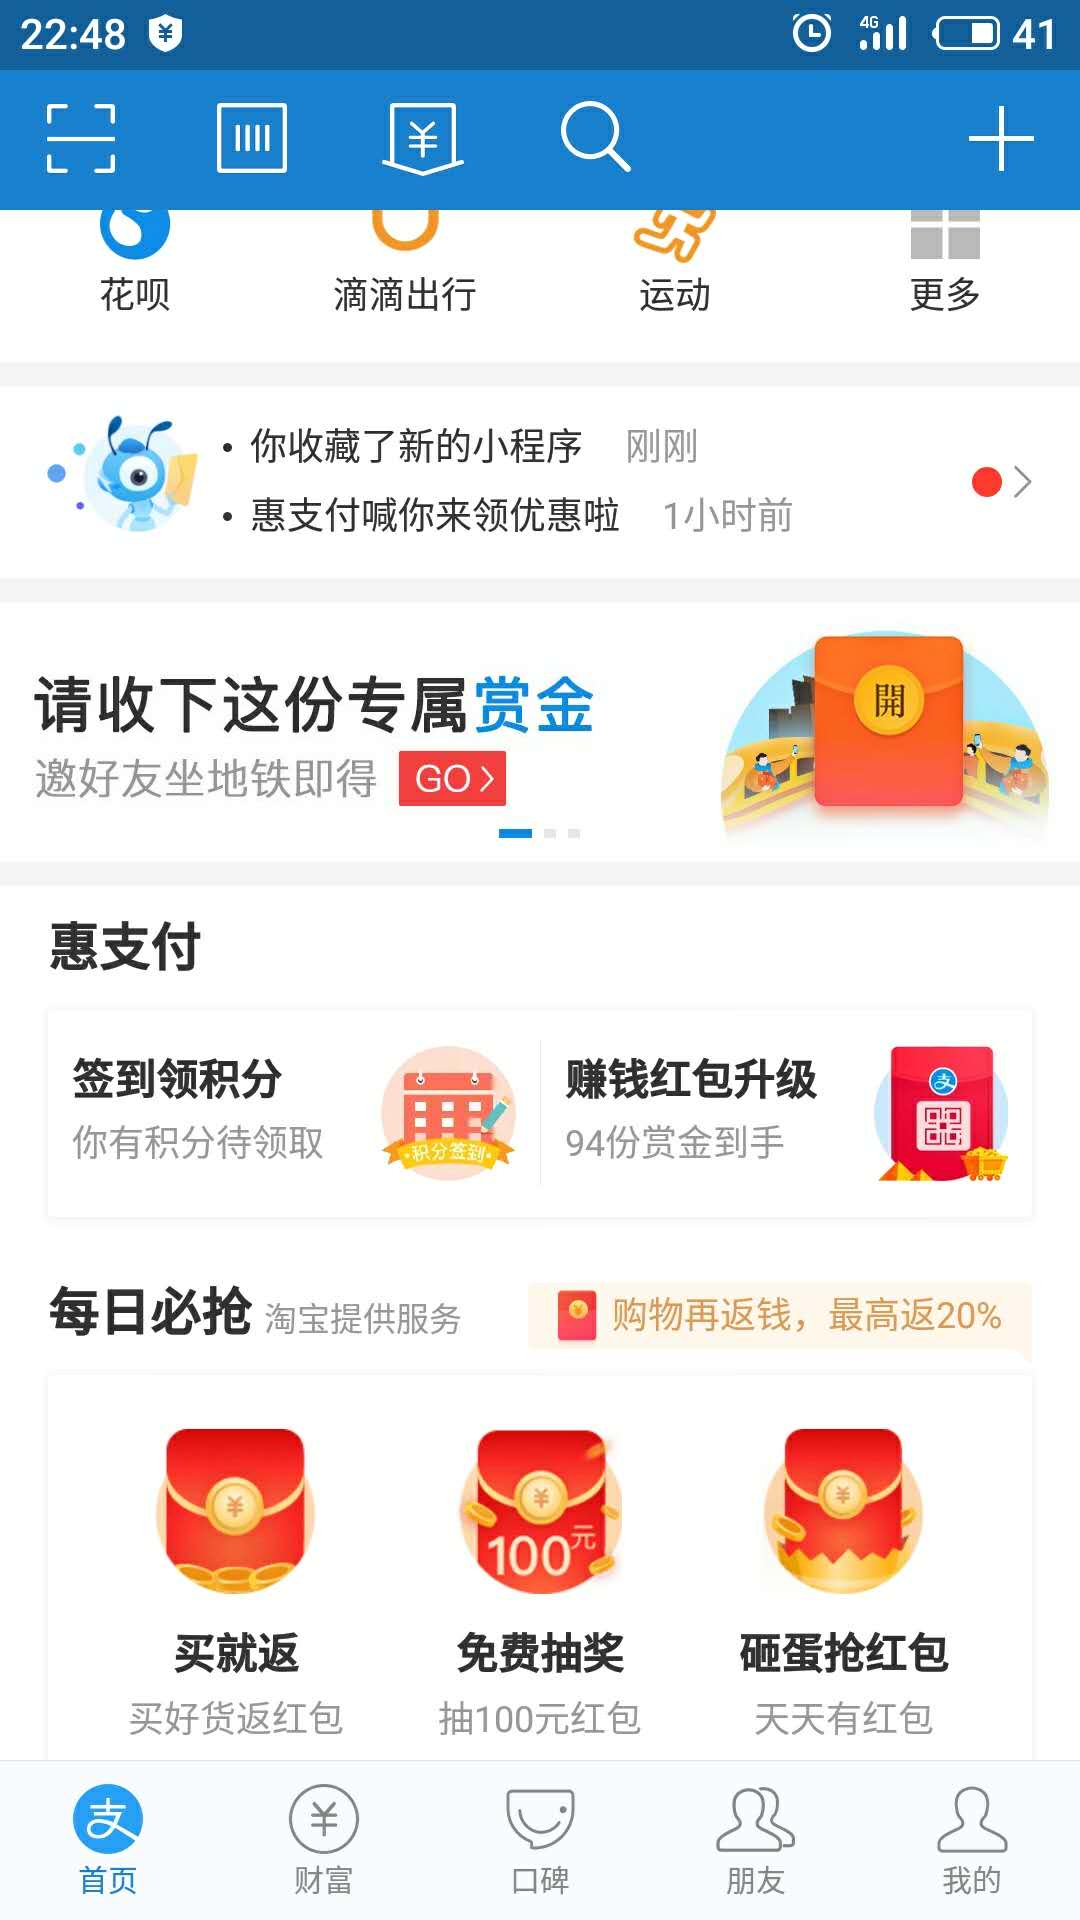 22:48 4G 41
花呗 滴滴出行 运动 更多
你收藏了新的小程序 刚刚
惠支付喊你来领优惠啦 1小时前
请收下这份专属赏金
邀好友坐地铁即得 GO
開
惠支付
签到领积分
你有积分待领取
积分签到
赚钱红包升级
94份赏金到手
支
每日必抢 淘宝提供服务
购物再返钱，最高返20%
¥
¥
100元
¥
买就返 免费抽奖 砸蛋抢红包
买好货返红包 抽100元红包 天天有红包
支 ¥
首页 财富 口碑 朋友 我的